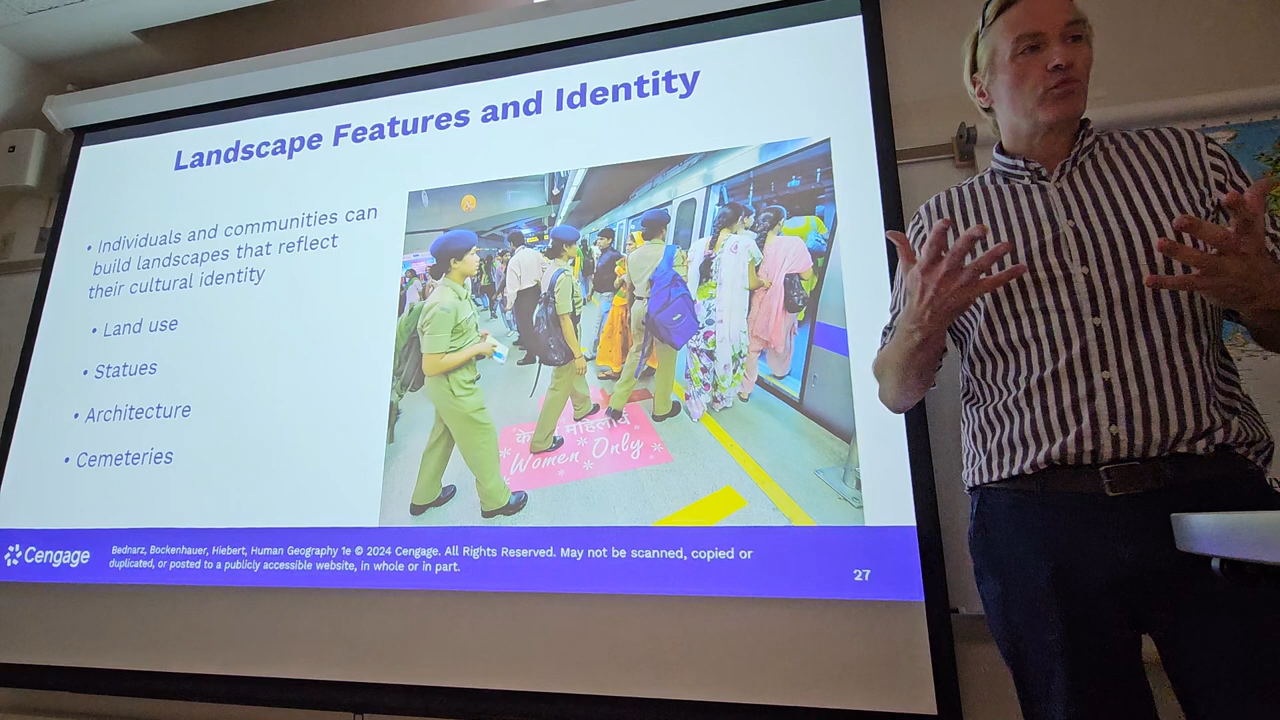 Landscape Features and Identity
• Individuals and communities can
build landscapes that reflect
their cultural identity
• Land use
• Statues
• Architecture
• Cemeteries
महिलायें
Women Only
Cengage
Bednarz, Bockenhauer, Hiebert, Human Geography 1e © 2024 Cengage. All Rights Reserved. May not be scanned, copied or
duplicated, or posted to a publicly accessible website, in whole or in part.
27